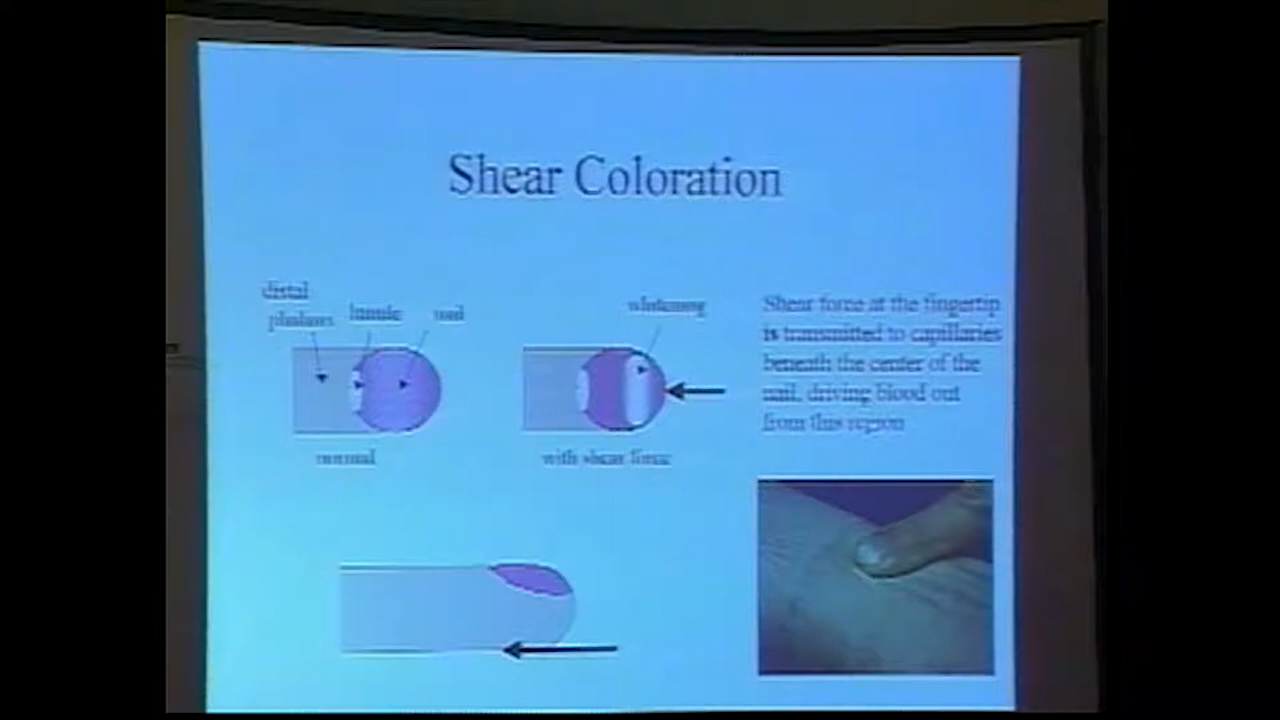 Shear Coloration
distal
phalanx lunule nail
whitening
Shear force at the fingertip
is transmitted to capillaries
beneath the center of the
nail, driving blood out
from this region
normal
with shear force